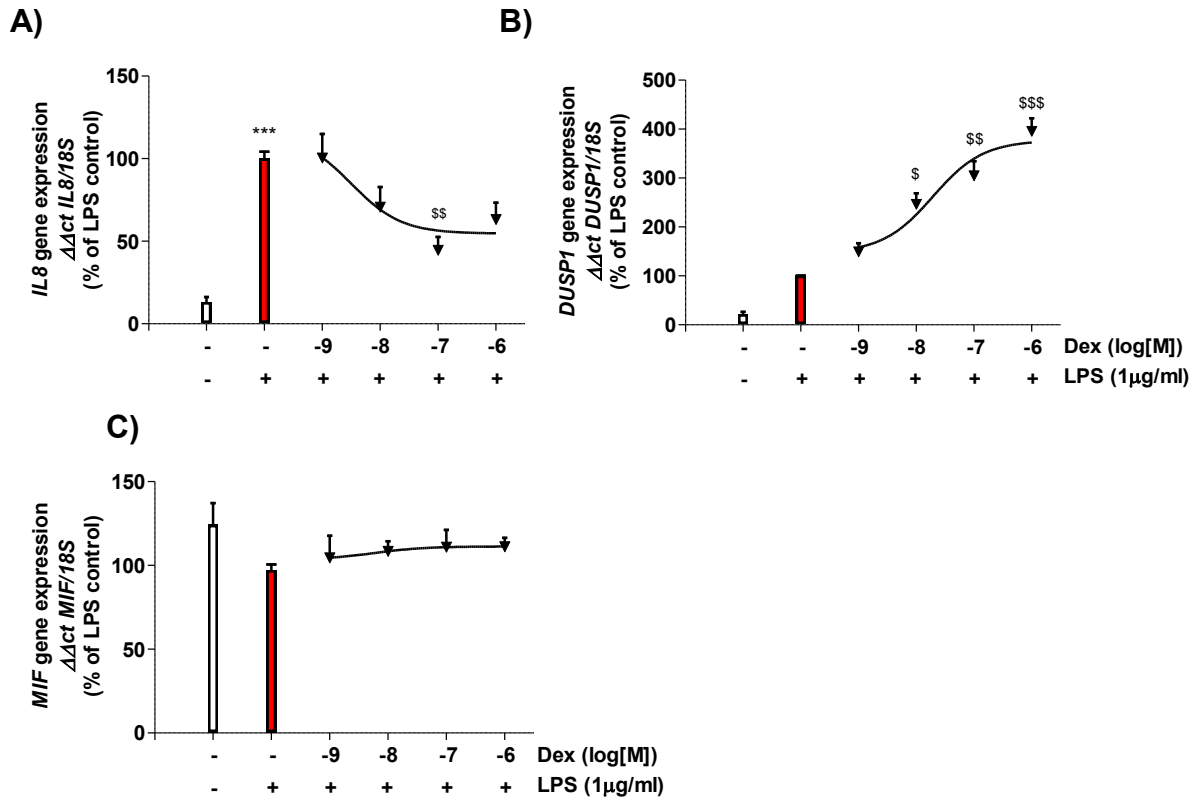 A)
IL8 gene expression
ΔΔct IL8/18S
(% of LPS control)
150
100
50
0
***
$$
- - -9 -8 -7 -6
- + + + + +
B)
DUSP1 gene expression
ΔΔct DUSP1/18S
(% of LPS control)
500
400
300
200
100
0
$
$$
$$$
- - -9 -8 -7 -6 Dex (log[M])
- + + + + + LPS (1μg/ml)
C)
MIF gene expression
ΔΔct MIF/18S
(% of LPS control)
150
100
50
0
- - -9 -8 -7 -6 Dex (log[M])
- + + + + + LPS (1μg/ml)